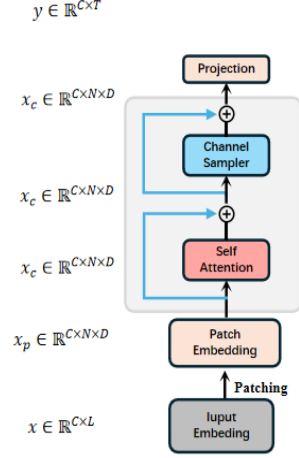 y ∈ ℝ^{C×T}
Projection
x_c ∈ ℝ^{C×N×D}
Channel
Sampler
x_c ∈ ℝ^{C×N×D}
x_c ∈ ℝ^{C×N×D}
Self
Attention
x_p ∈ ℝ^{C×N×D}
Patch
Embedding
Patching
x ∈ ℝ^{C×L}
Iuput
Embeding